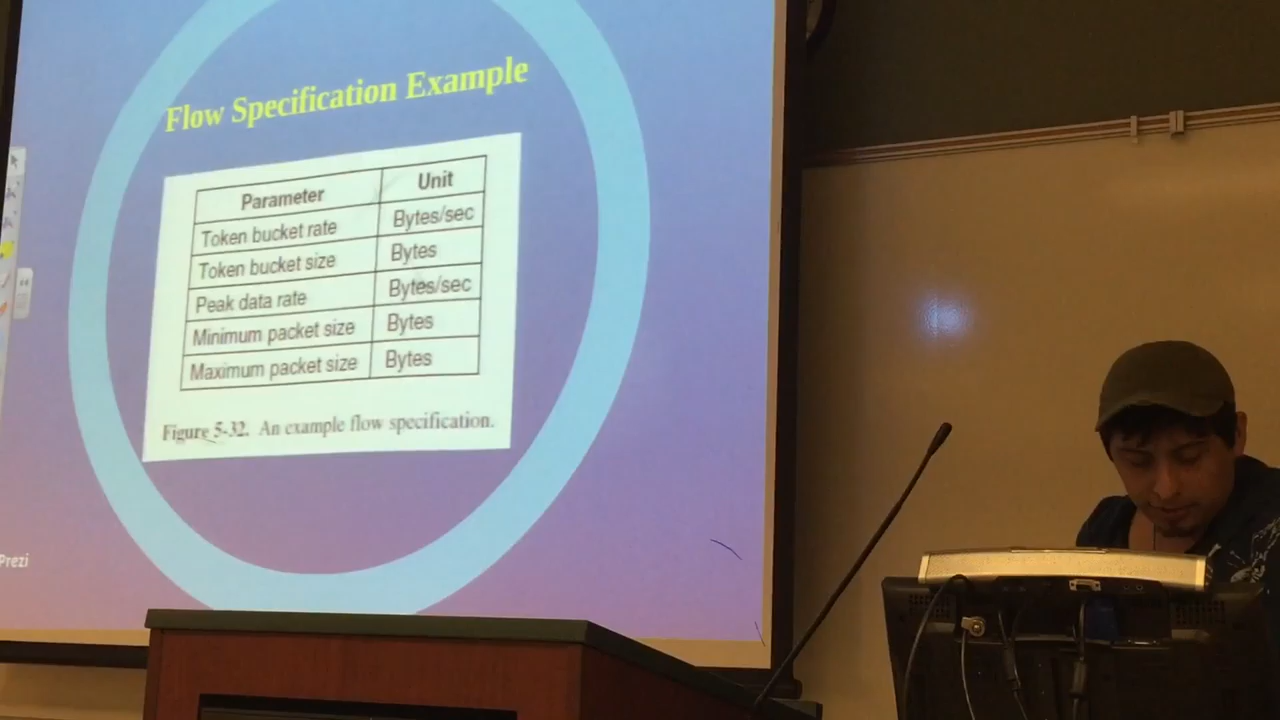 Flow Specification Example
Parameter Unit
Token bucket rate Bytes/sec
Token bucket size Bytes
Peak data rate Bytes/sec
Minimum packet size Bytes
Maximum packet size Bytes
Figure 5-32. An example flow specification.
Prezi